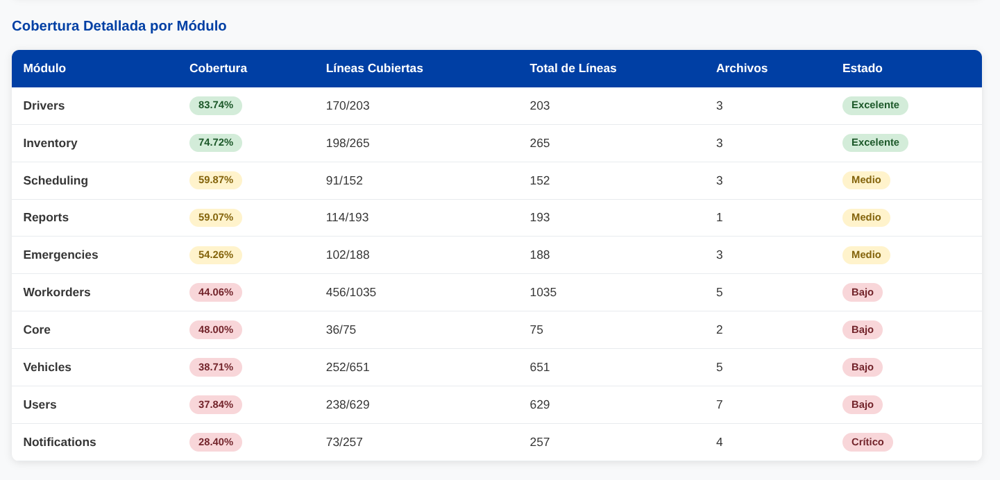 Cobertura Detallada por Módulo
Módulo Cobertura Líneas Cubiertas Total de Líneas Archivos Estado
Drivers 83.74% 170/203 203 3 Excelente
Inventory 74.72% 198/265 265 3 Excelente
Scheduling 59.87% 91/152 152 3 Medio
Reports 59.07% 114/193 193 1 Medio
Emergencies 54.26% 102/188 188 3 Medio
Workorders 44.06% 456/1035 1035 5 Bajo
Core 48.00% 36/75 75 2 Bajo
Vehicles 38.71% 252/651 651 5 Bajo
Users 37.84% 238/629 629 7 Bajo
Notifications 28.40% 73/257 257 4 Crítico